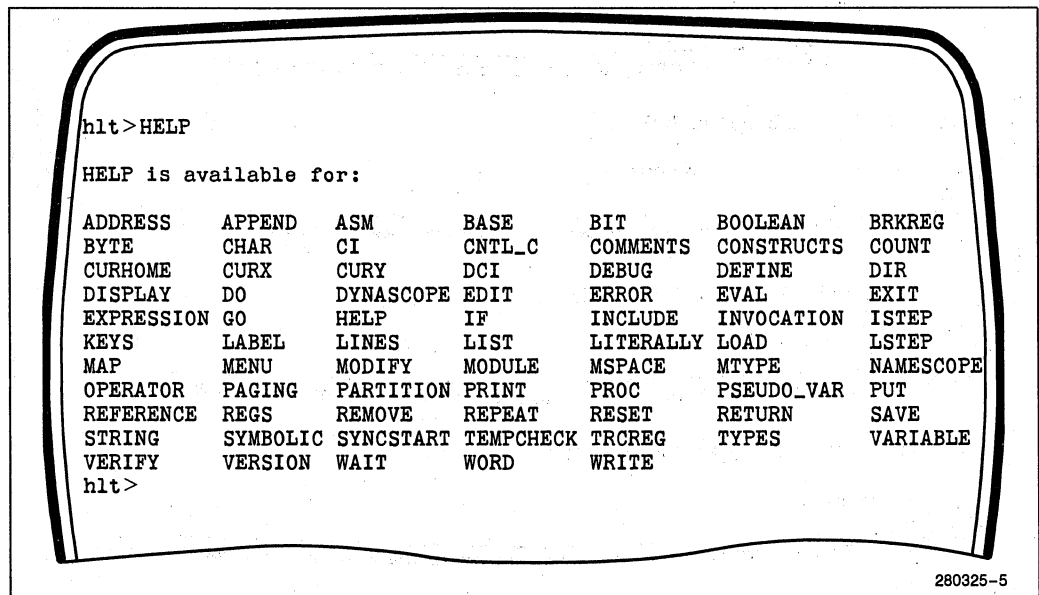 hlt>HELP
HELP is available for:
ADDRESS APPEND ASM BASE BIT BOOLEAN BRKREG
BYTE CHAR CI CNTL_C COMMENTS CONSTRUCTS COUNT
CURHOME CURX CURY DCI DEBUG DEFINE DIR
DISPLAY DO DYNASCOPE EDIT ERROR EVAL EXIT
EXPRESSION GO HELP IF INCLUDE INVOCATION ISTEP
KEYS LABEL LINES LIST LITERALLY LOAD LSTEP
MAP MENU MODIFY MODULE MSPACE MTYPE NAMESCOPE
OPERATOR PAGING PARTITION PRINT PROC PSEUDO_VAR PUT
REFERENCE REGS REMOVE REPEAT RESET RETURN SAVE
STRING SYMBOLIC SYNCSTART TEMPCHECK TRCREG TYPES VARIABLE
VERIFY VERSION WAIT WORD WRITE
hlt>
280325-5